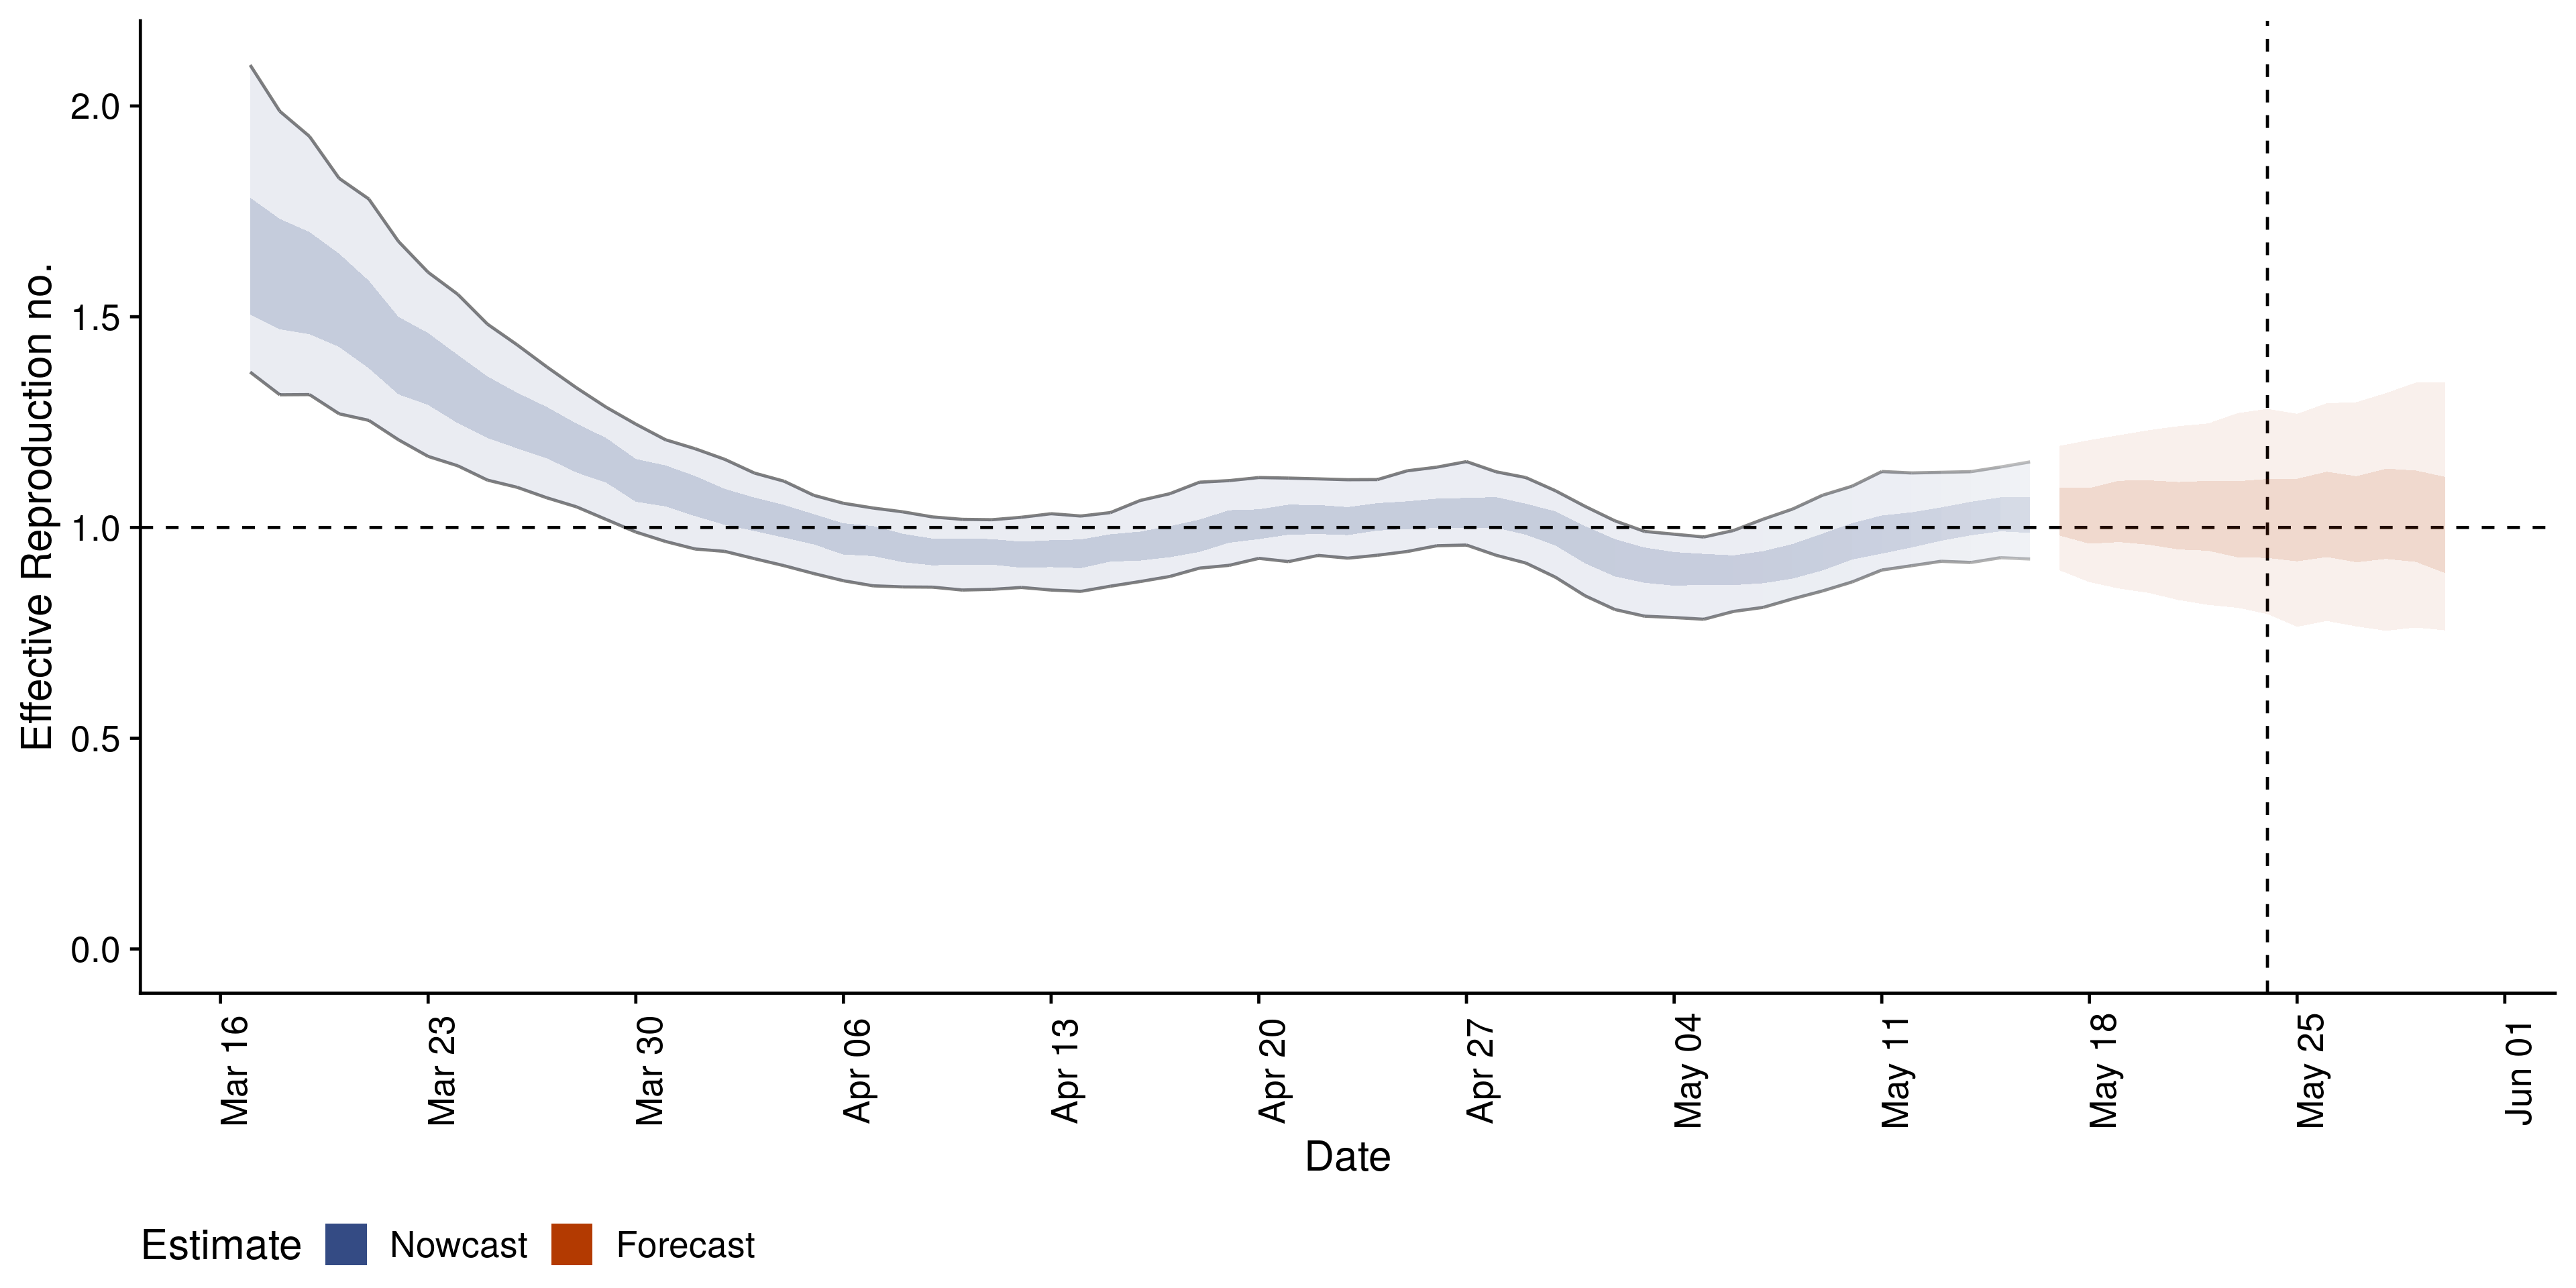 Effective Reproduction no.
2.0
1.5
1.0
0.5
0.0
Mar 16
Mar 23
Mar 30
Apr 06
Apr 13
Apr 20
Apr 27
May 04
May 11
May 18
May 25
Jun 01
Date
Estimate Nowcast Forecast